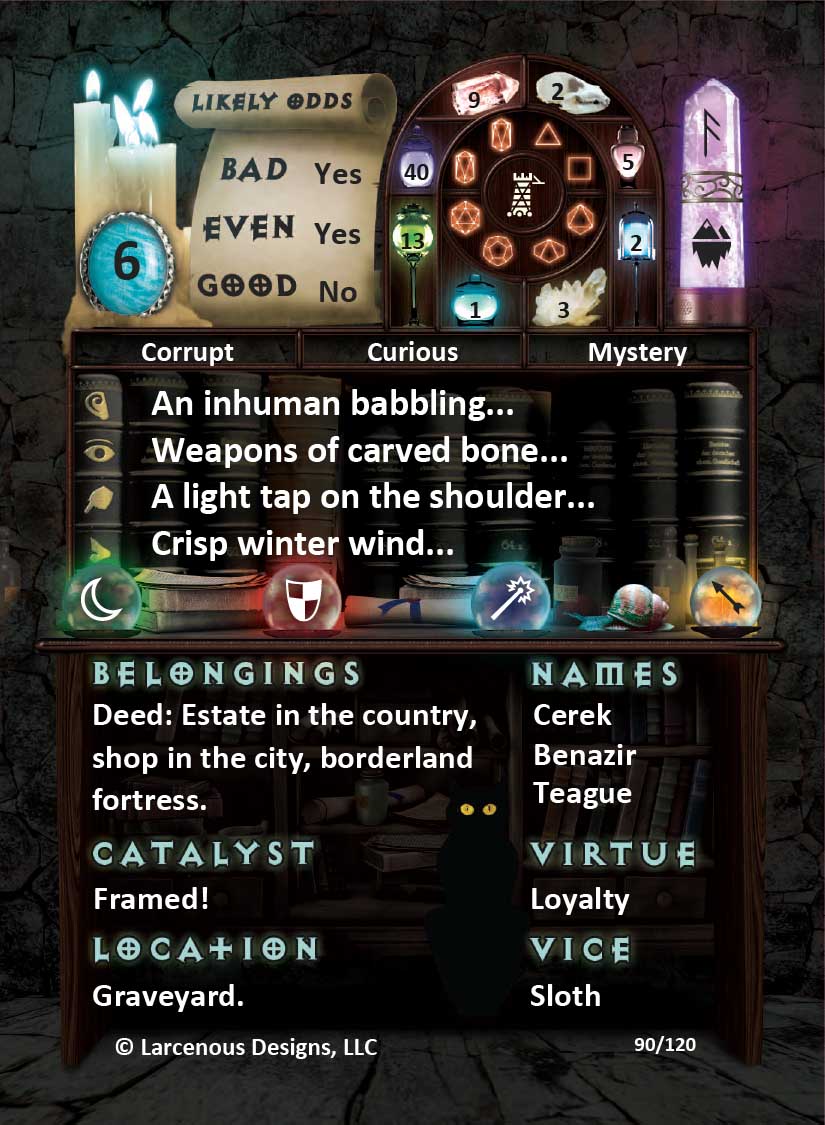 LIKELY ODDS
BAD Yes
EVEN Yes
GOOD No
6
9
2
40
5
13
2
1
3
Corrupt Curious Mystery
An inhuman babbling...
Weapons of carved bone...
A light tap on the shoulder...
Crisp winter wind...
BELONGINGS
Deed: Estate in the country,
shop in the city, borderland
fortress.
NAMES
Cerek
Benazir
Teague
CATALYST
Framed!
VIRTUE
Loyalty
LOCATION
Graveyard.
VICE
Sloth
© Larcenous Designs, LLC
90/120